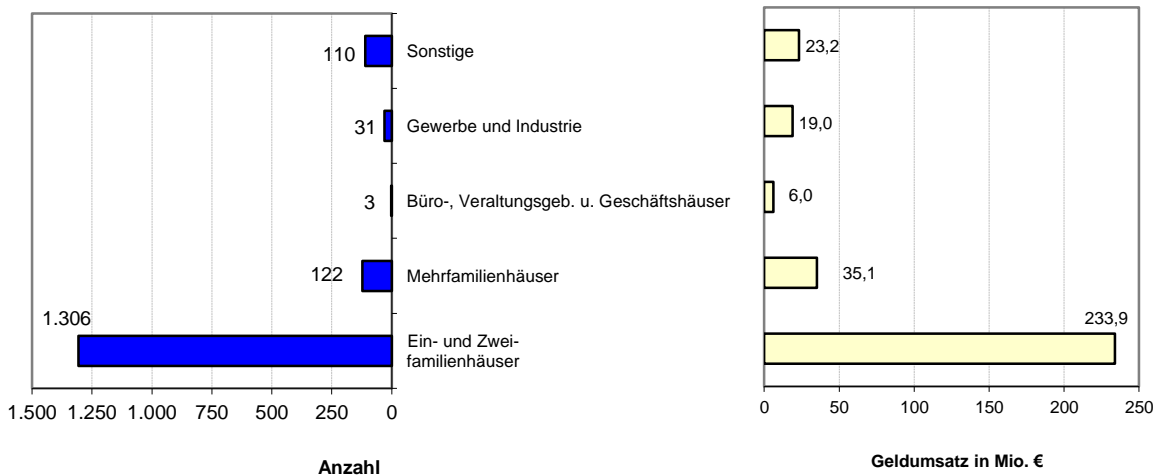 110 Sonstige 23,2
31 Gewerbe und Industrie 19,0
3 Büro-, Veraltungsgeb. u. Geschäftshäuser 6,0
122 Mehrfamilienhäuser 35,1
1.306 233,9
Ein- und Zwei-
familienhäuser
1.500 1.250 1.000 750 500 250 0 0 50 100 150 200 250
Anzahl Geldumsatz in Mio. €